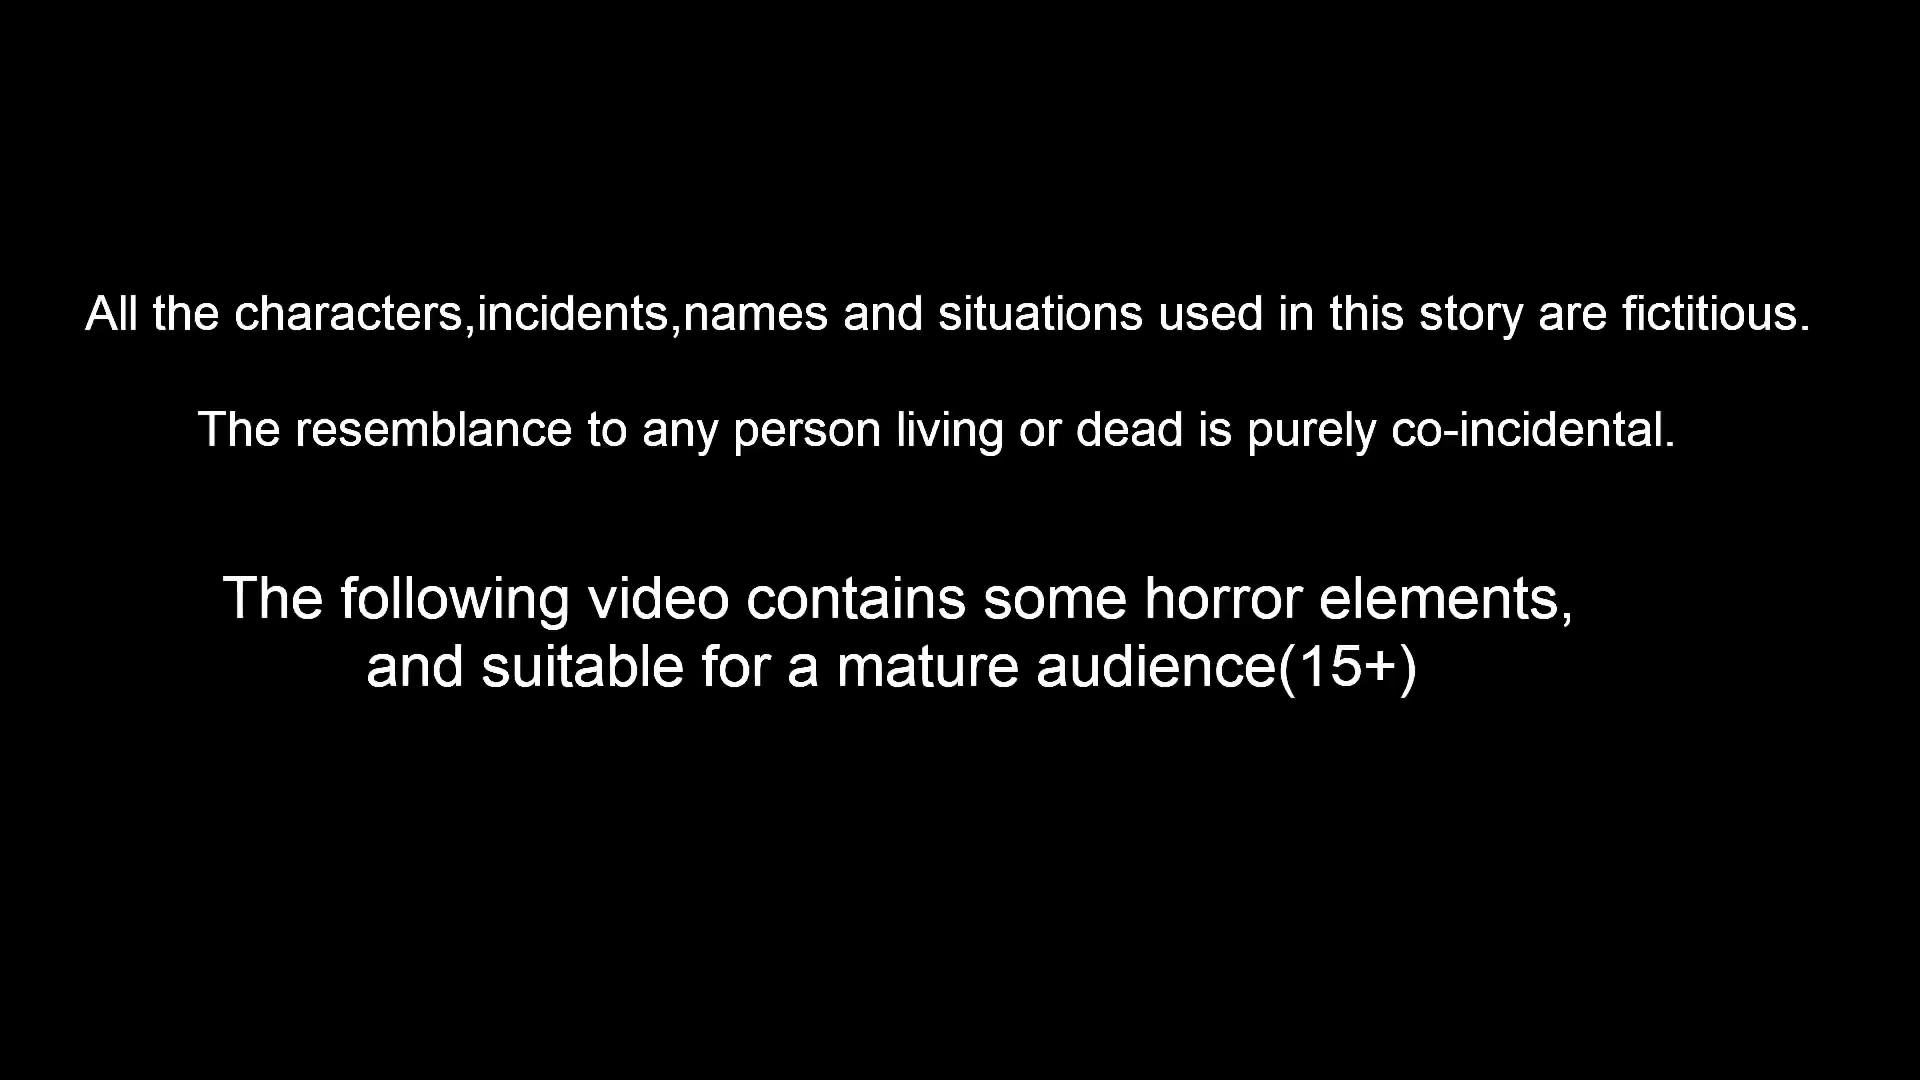 All the characters,incidents,names and situations used in this story are fictitious.
The resemblance to any person living or dead is purely co-incidental.
The following video contains some horror elements,
and suitable for a mature audience(15+)